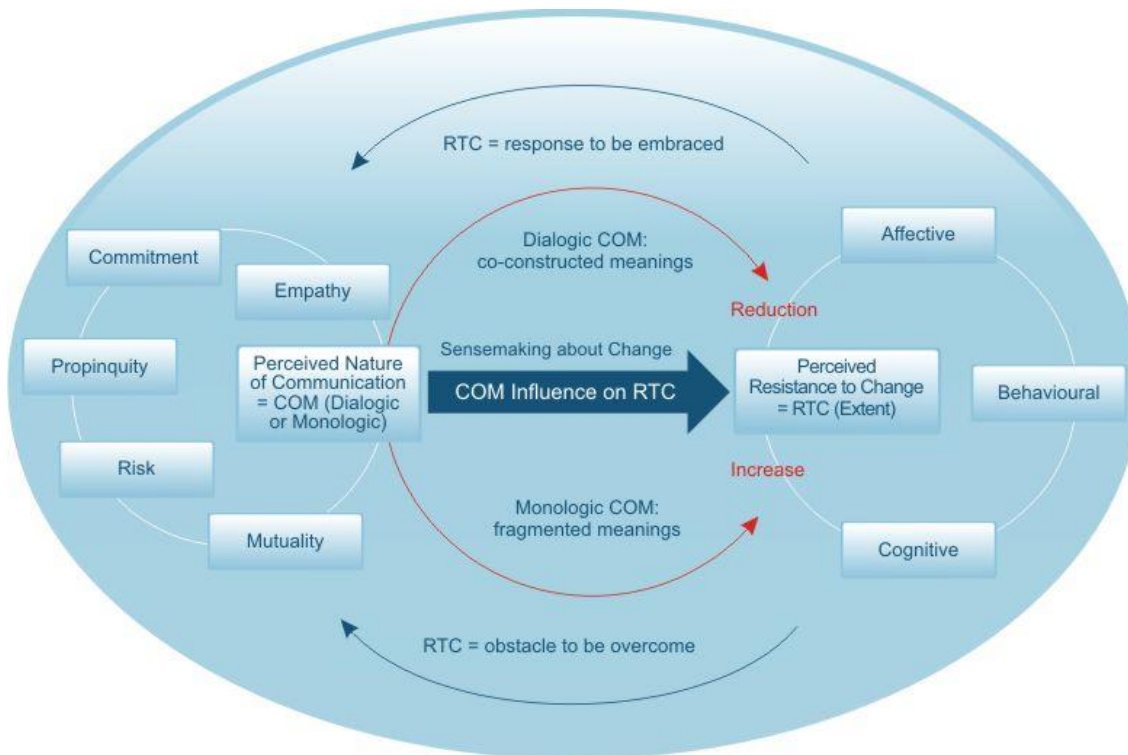 RTC = response to be embraced
Commitment
Empathy
Propinquity
Perceived Nature
of Communication
= COM (Dialogic
or Monologic)
Risk
Mutuality
Dialogic COM:
co-constructed meanings
Reduction
Sensemaking about Change
COM Influence on RTC
Increase
Monologic COM:
fragmented meanings
Affective
Perceived
Resistance to Change
= RTC (Extent)
Behavioural
Cognitive
RTC = obstacle to be overcome